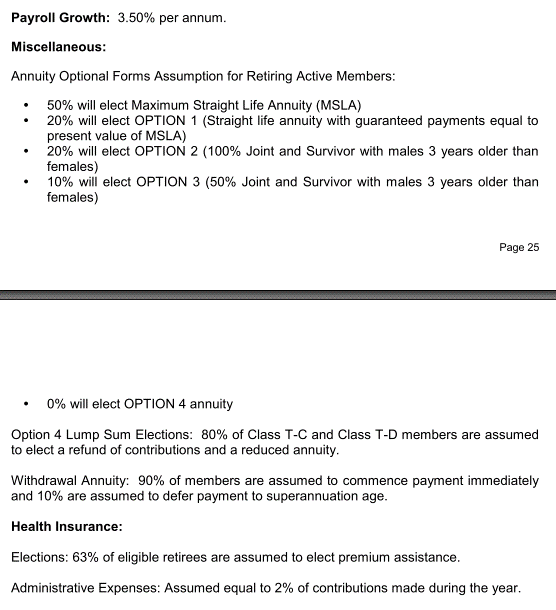 Payroll Growth: 3.50% per annum.
Miscellaneous:
Annuity Optional Forms Assumption for Retiring Active Members:
• 50% will elect Maximum Straight Life Annuity (MSLA)
• 20% will elect OPTION 1 (Straight life annuity with guaranteed payments equal to
present value of MSLA)
• 20% will elect OPTION 2 (100% Joint and Survivor with males 3 years older than
females)
• 10% will elect OPTION 3 (50% Joint and Survivor with males 3 years older than
females)
Page 25
• 0% will elect OPTION 4 annuity
Option 4 Lump Sum Elections: 80% of Class T-C and Class T-D members are assumed
to elect a refund of contributions and a reduced annuity.
Withdrawal Annuity: 90% of members are assumed to commence payment immediately
and 10% are assumed to defer payment to superannuation age.
Health Insurance:
Elections: 63% of eligible retirees are assumed to elect premium assistance.
Administrative Expenses: Assumed equal to 2% of contributions made during the year.